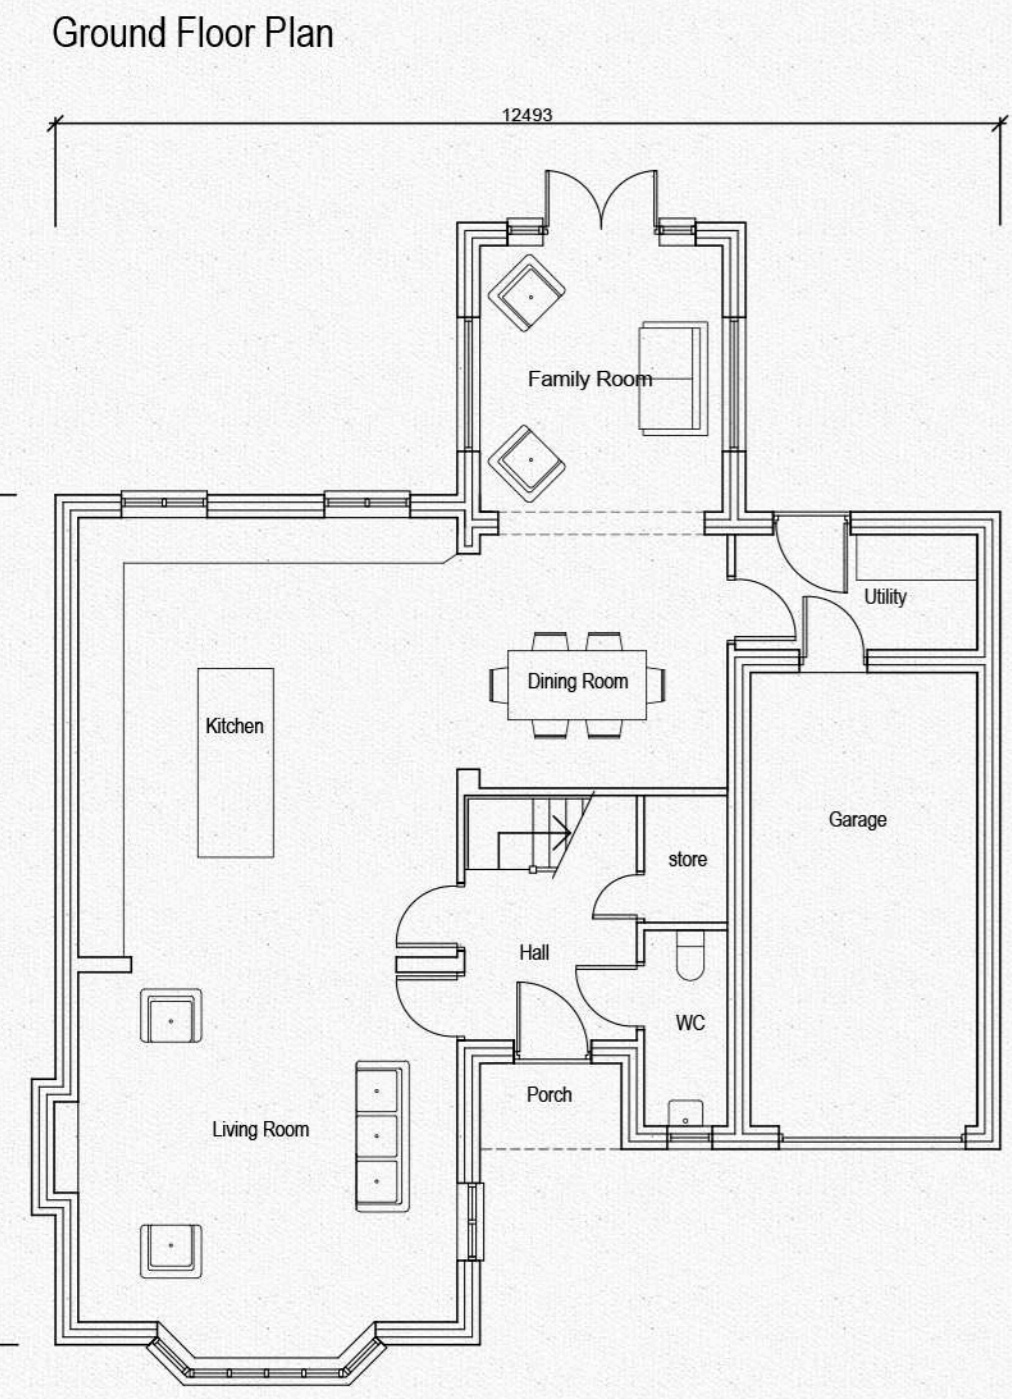 Ground Floor Plan
12493
Family Room
Utility
Dining Room
Kitchen
Garage
store
Hall
WC
Porch
Living Room